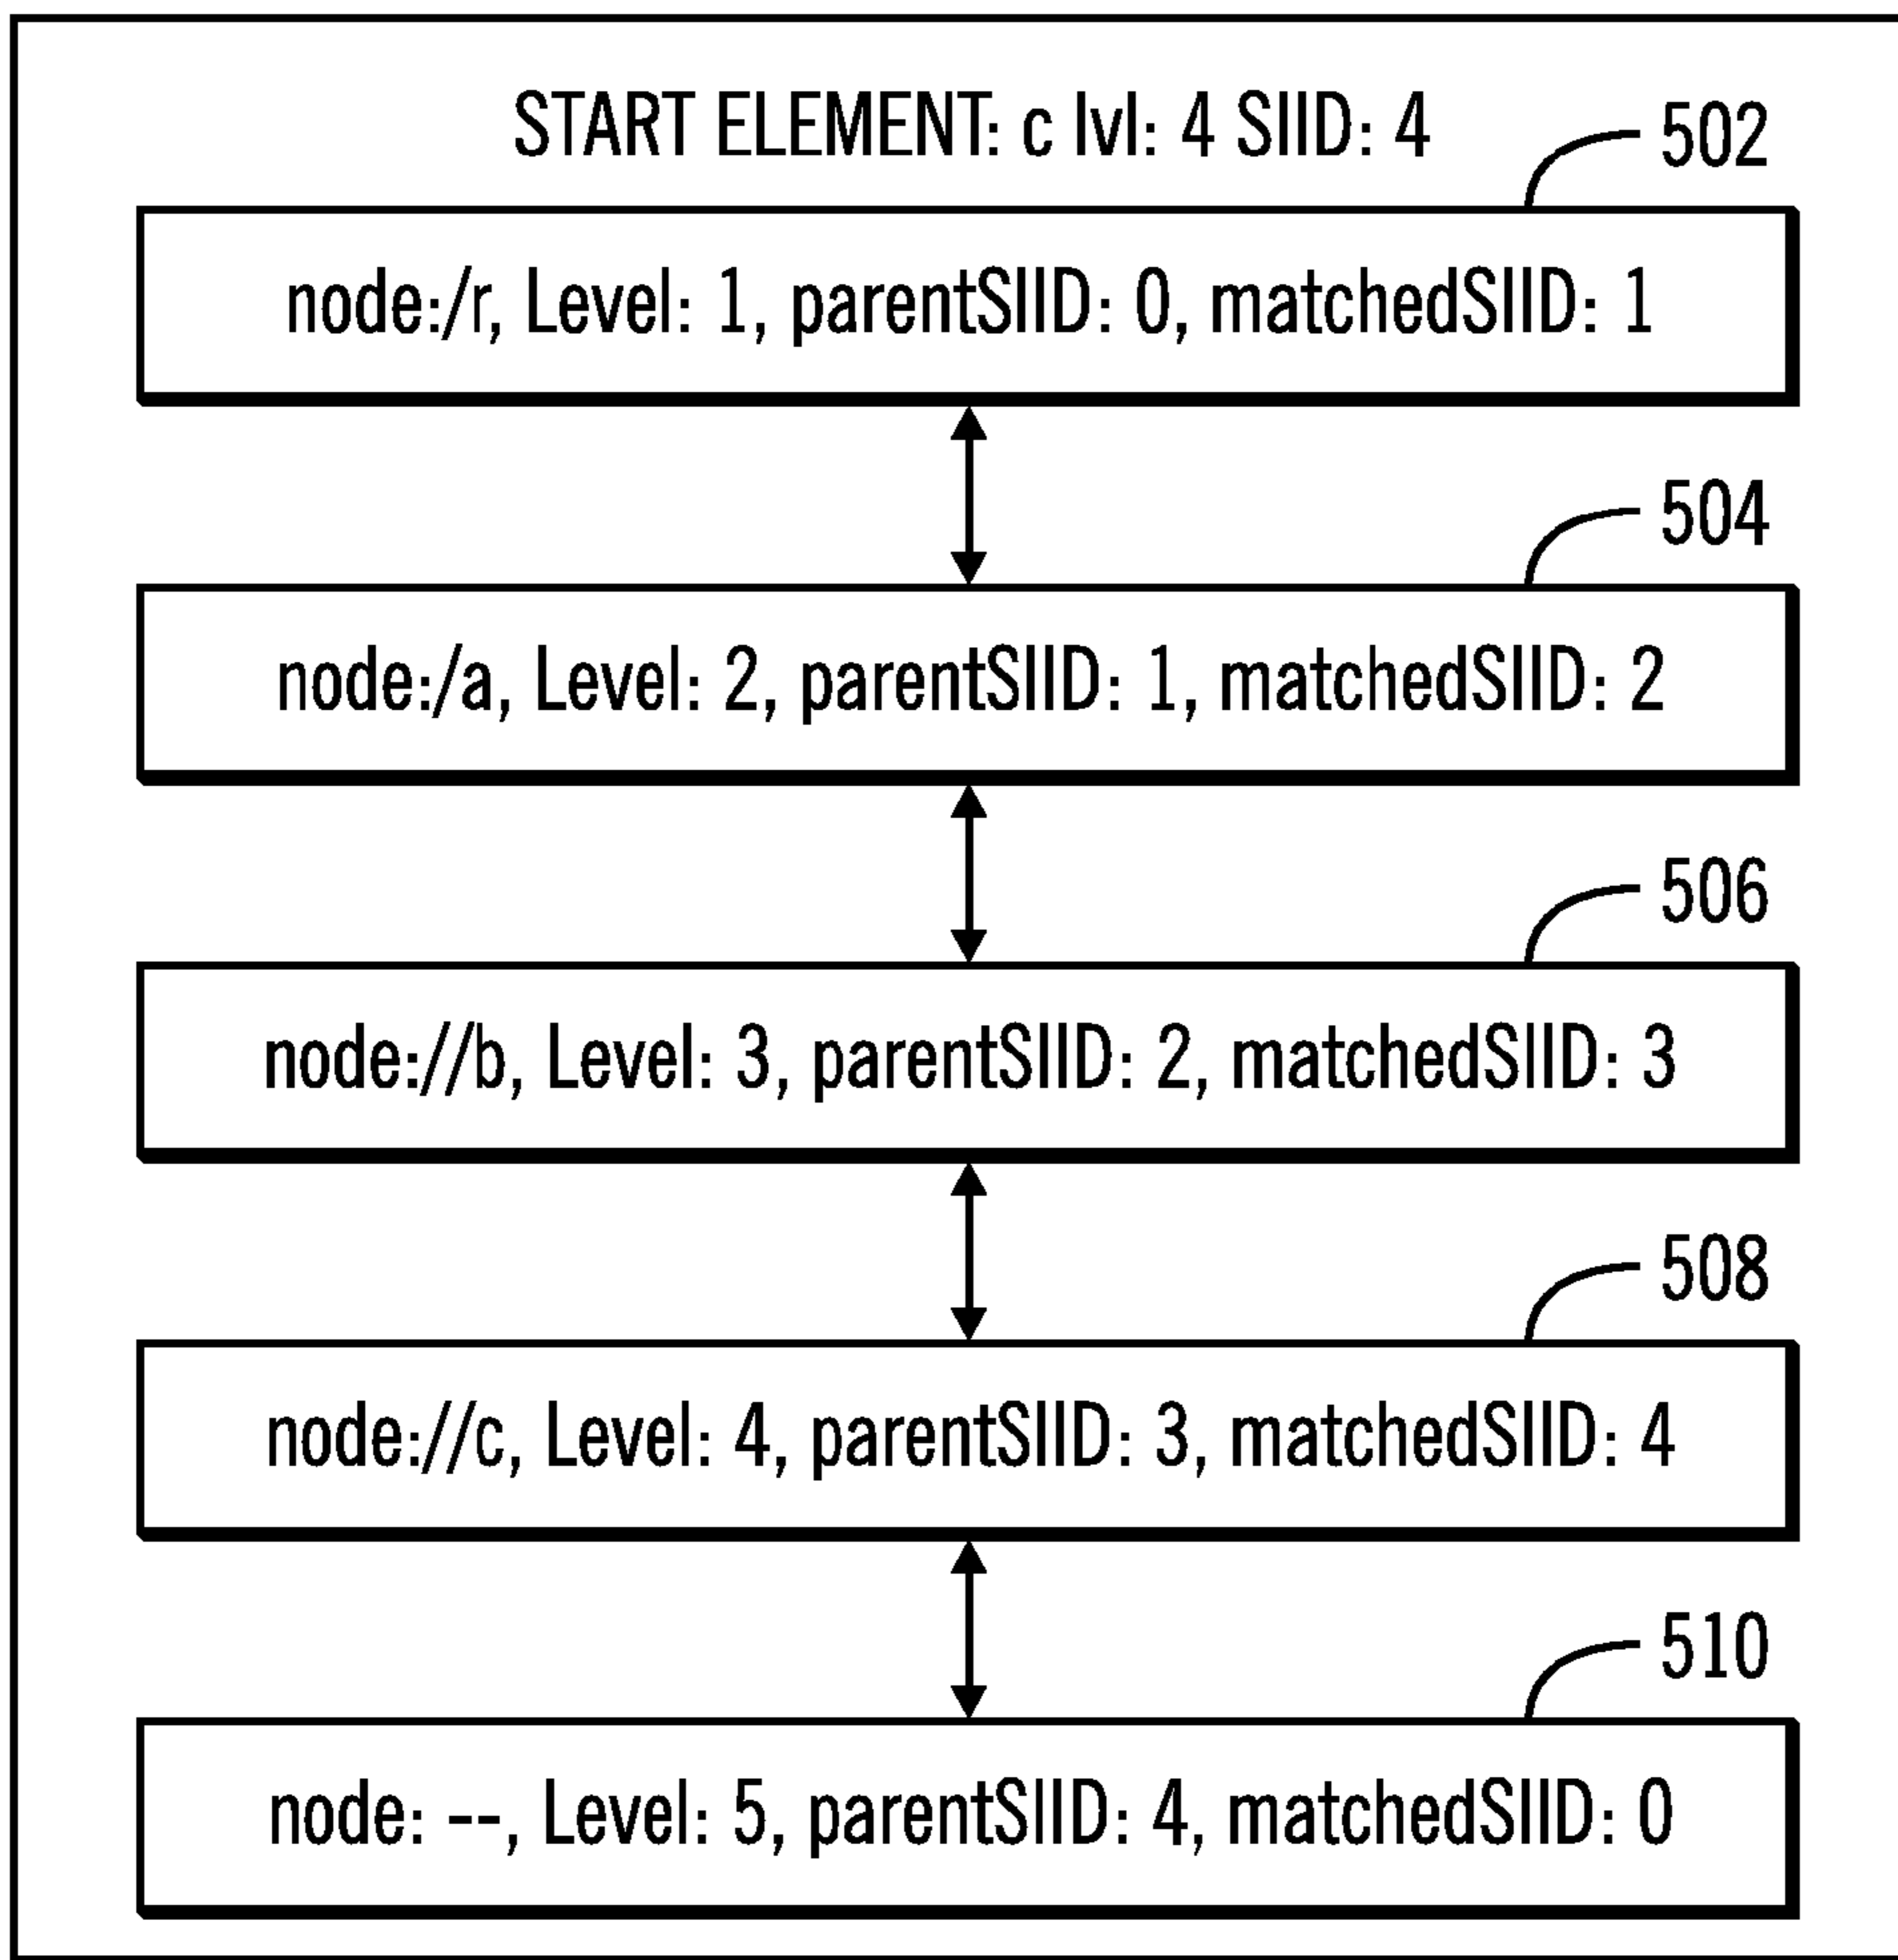 START ELEMENT: c lvl: 4 SIID: 4
502
node:/r, Level: 1, parentSIID: 0, matchedSIID: 1
504
node:/a, Level: 2, parentSIID: 1, matchedSIID: 2
506
node://b, Level: 3, parentSIID: 2, matchedSIID: 3
508
node://c, Level: 4, parentSIID: 3, matchedSIID: 4
510
node: --, Level: 5, parentSIID: 4, matchedSIID: 0